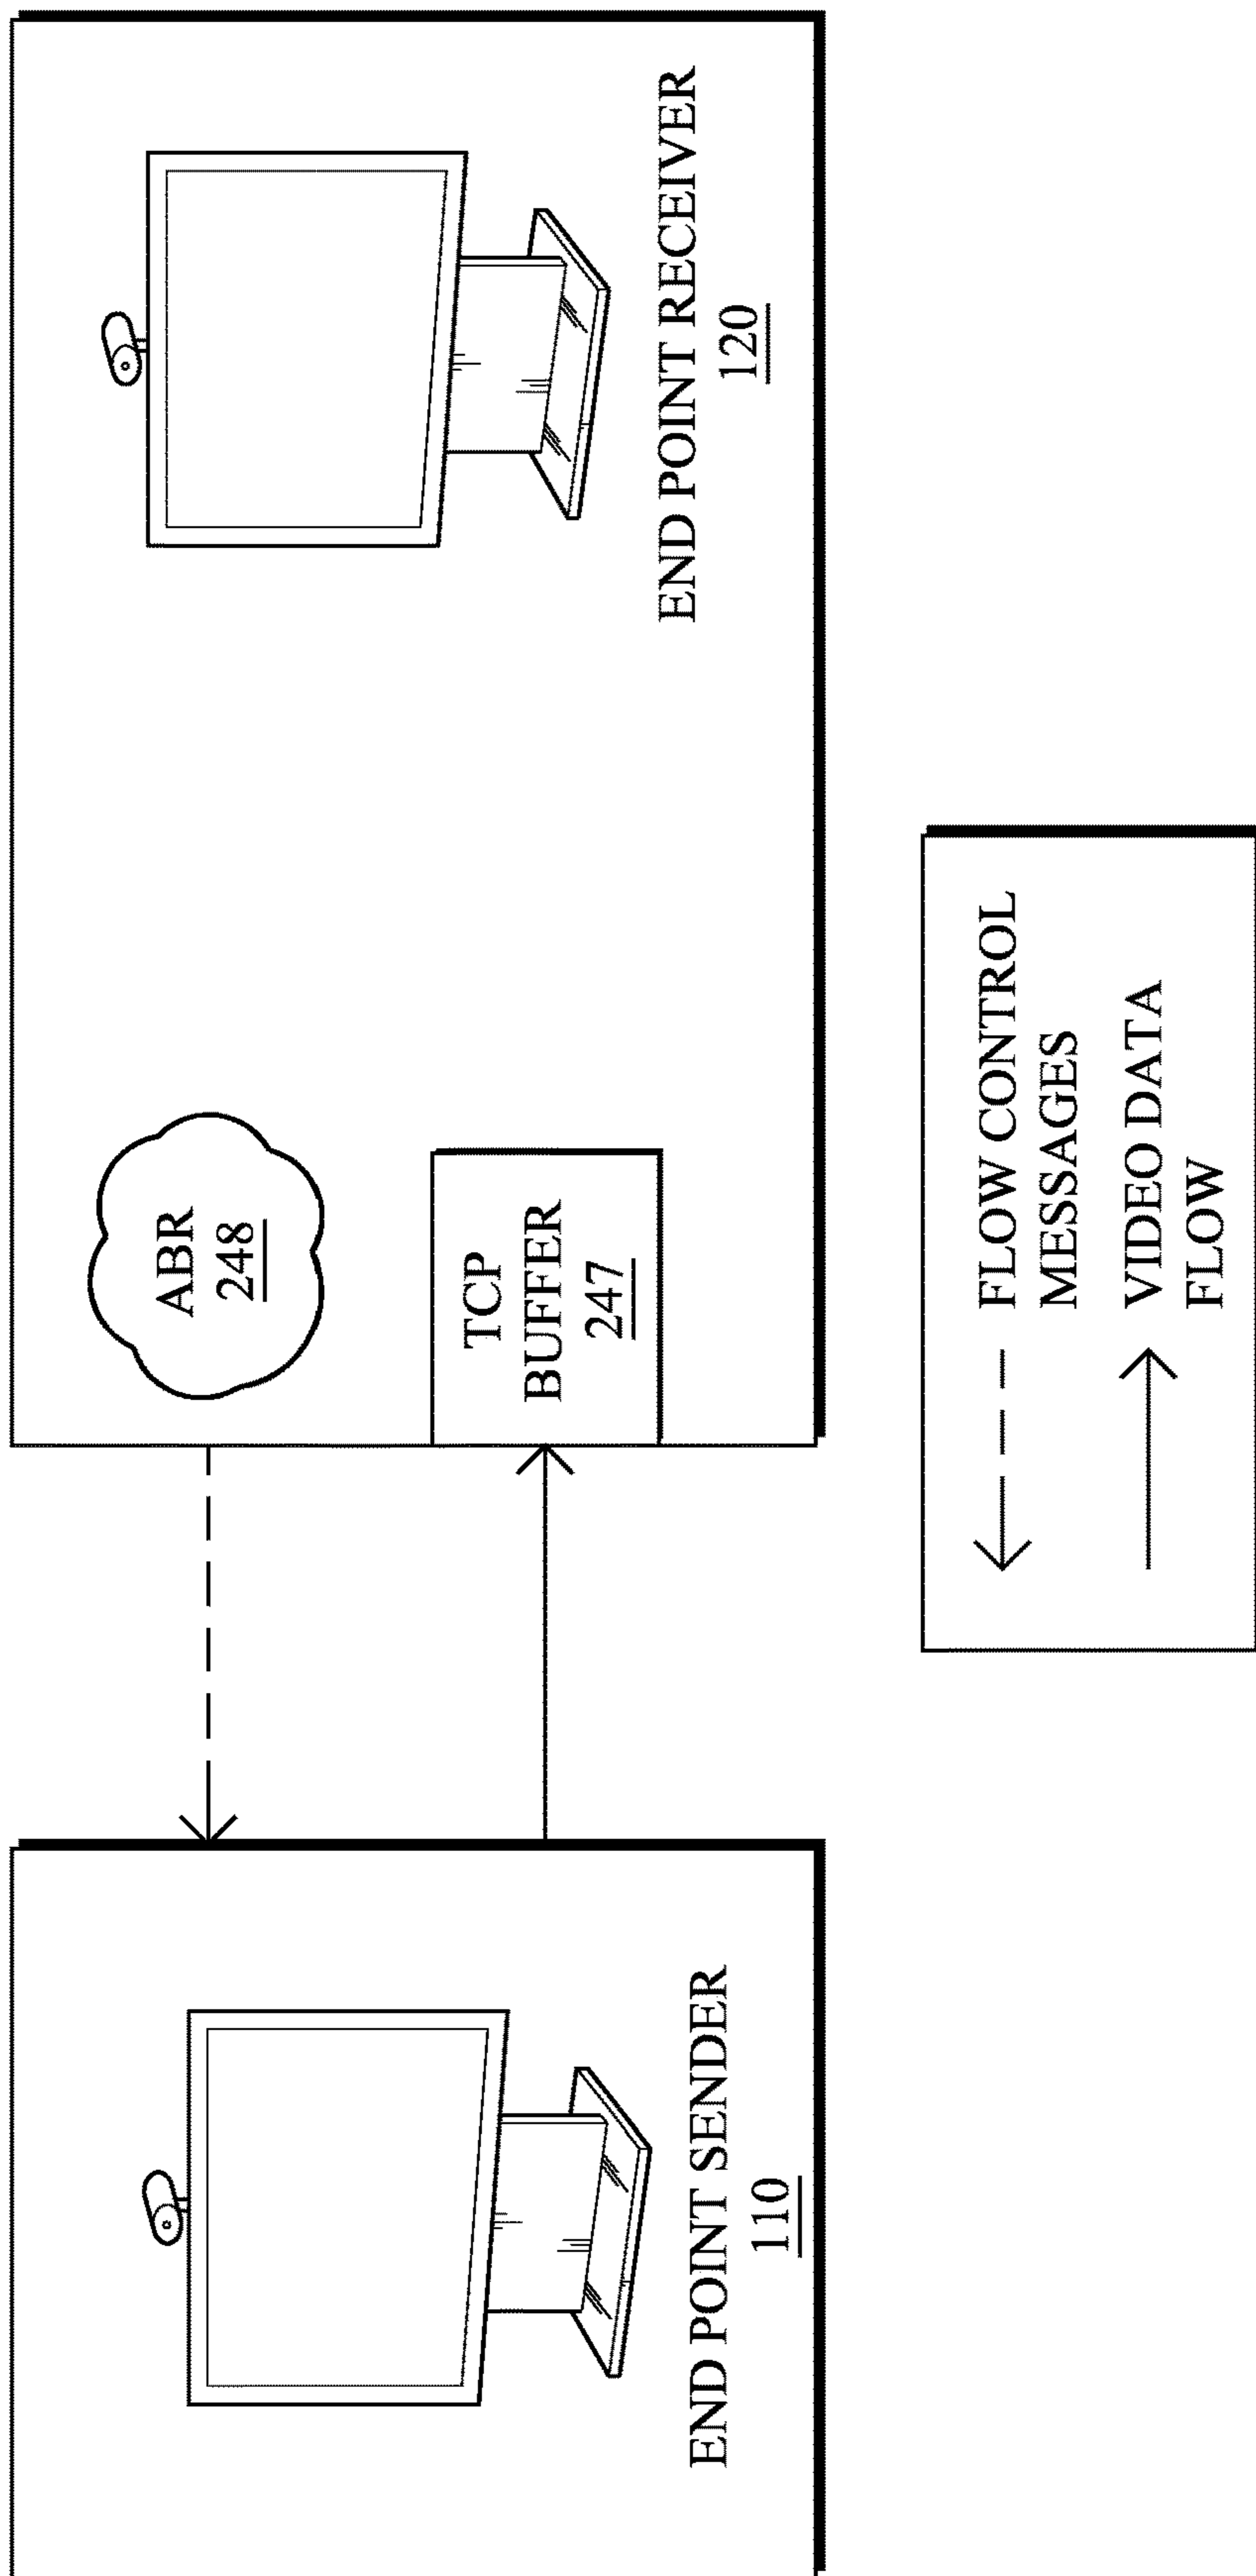 END POINT SENDER
110
ABR
248
TCP
BUFFER
247
END POINT RECEIVER
120
FLOW CONTROL
MESSAGES
VIDEO DATA
FLOW